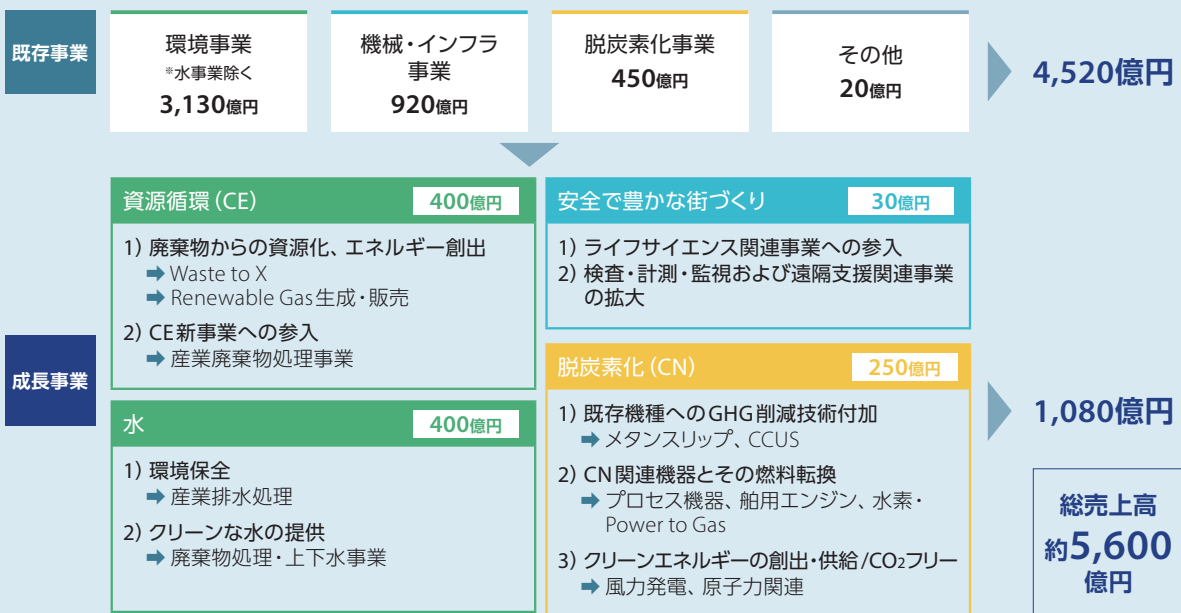 既存事業
環境事業
※水事業除く
3,130億円
機械・インフラ
事業
920億円
脱炭素化事業
450億円
その他
20億円
4,520億円
成長事業
資源循環（CE）
400億円
1）廃棄物からの資源化、エネルギー創出
➡ Waste to X
➡ Renewable Gas生成・販売
2）CE新事業への参入
➡ 産業廃棄物処理事業
水
400億円
1）環境保全
➡ 産業排水処理
2）クリーンな水の提供
➡ 廃棄物処理・上下水事業
安全で豊かな街づくり
30億円
1）ライフサイエンス関連事業への参入
2）検査・計測・監視および遠隔支援関連事業
の拡大
脱炭素化（CN）
250億円
1）既存機種へのGHG削減技術付加
➡ メタンスリップ、CCUS
2）CN関連機器とその燃料転換
➡ プロセス機器、舶用エンジン、水素・
Power to Gas
3）クリーンエネルギーの創出・供給/CO₂フリー
➡ 風力発電、原子力関連
1,080億円
総売上高
約5,600
億円